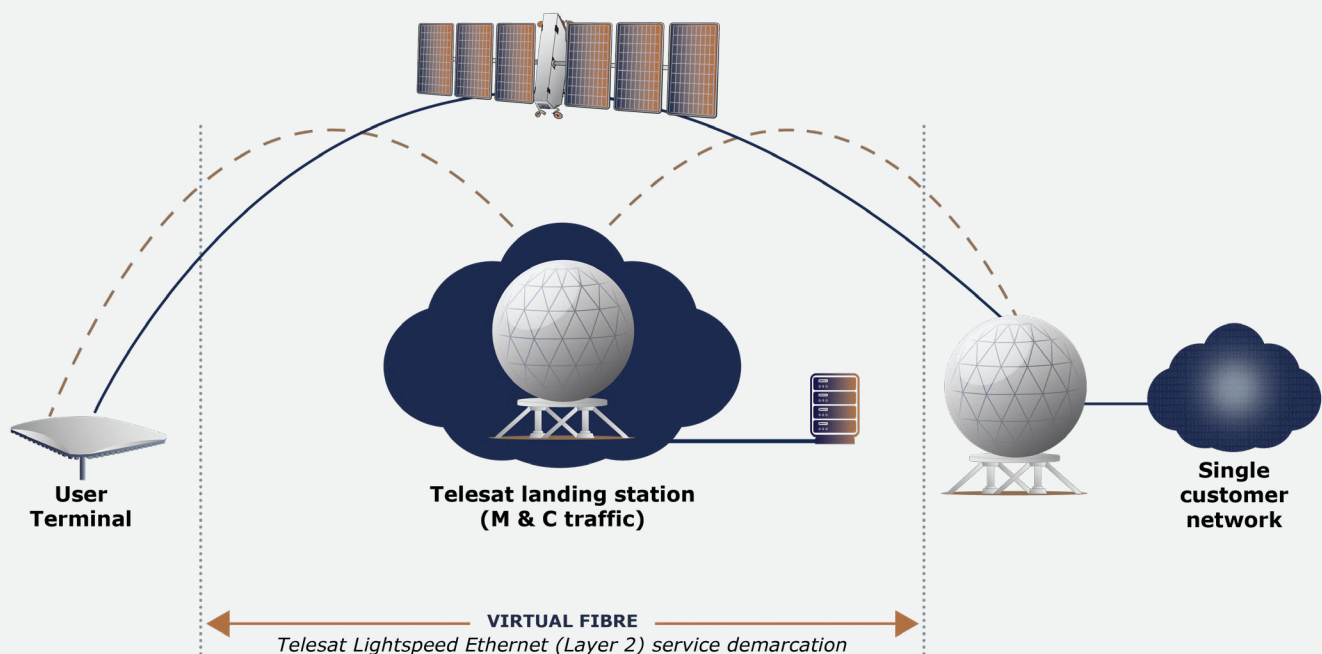 User
Terminal
Telesat landing station
(M & C traffic)
Single
customer
network
VIRTUAL FIBRE
Telesat Lightspeed Ethernet (Layer 2) service demarcation